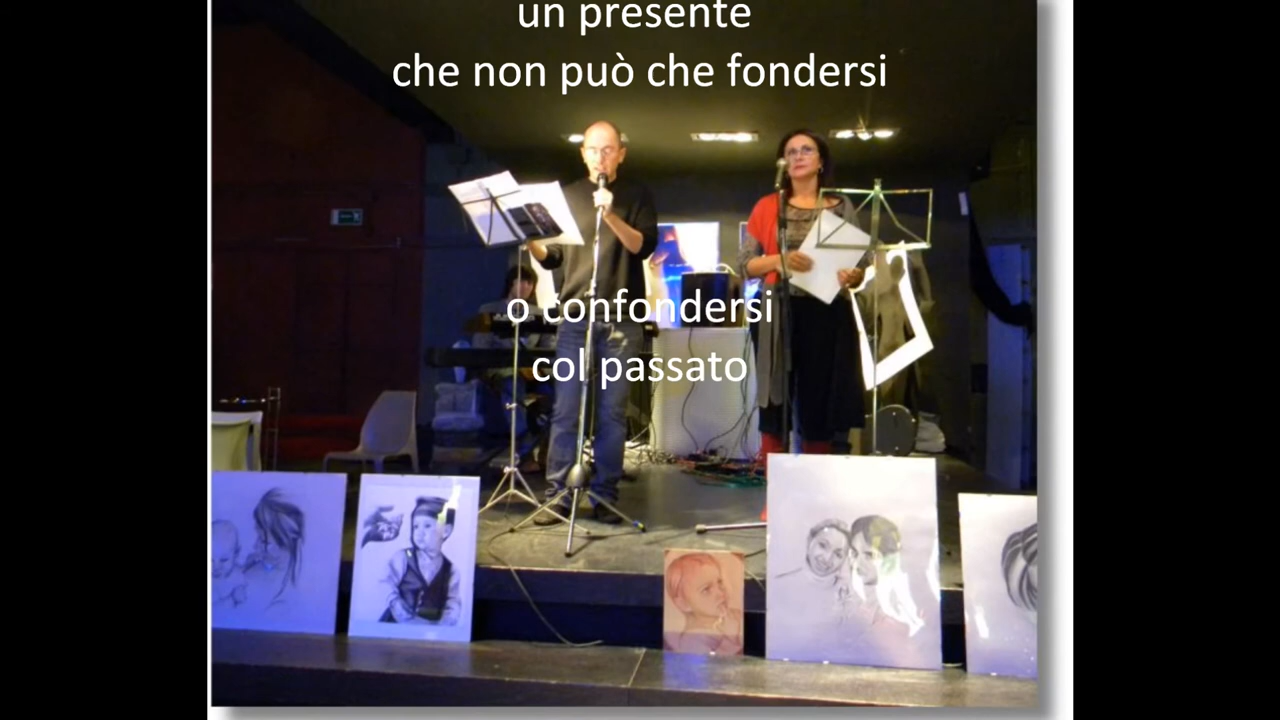 un presente
che non può che fondersi
o confondersi
col passato